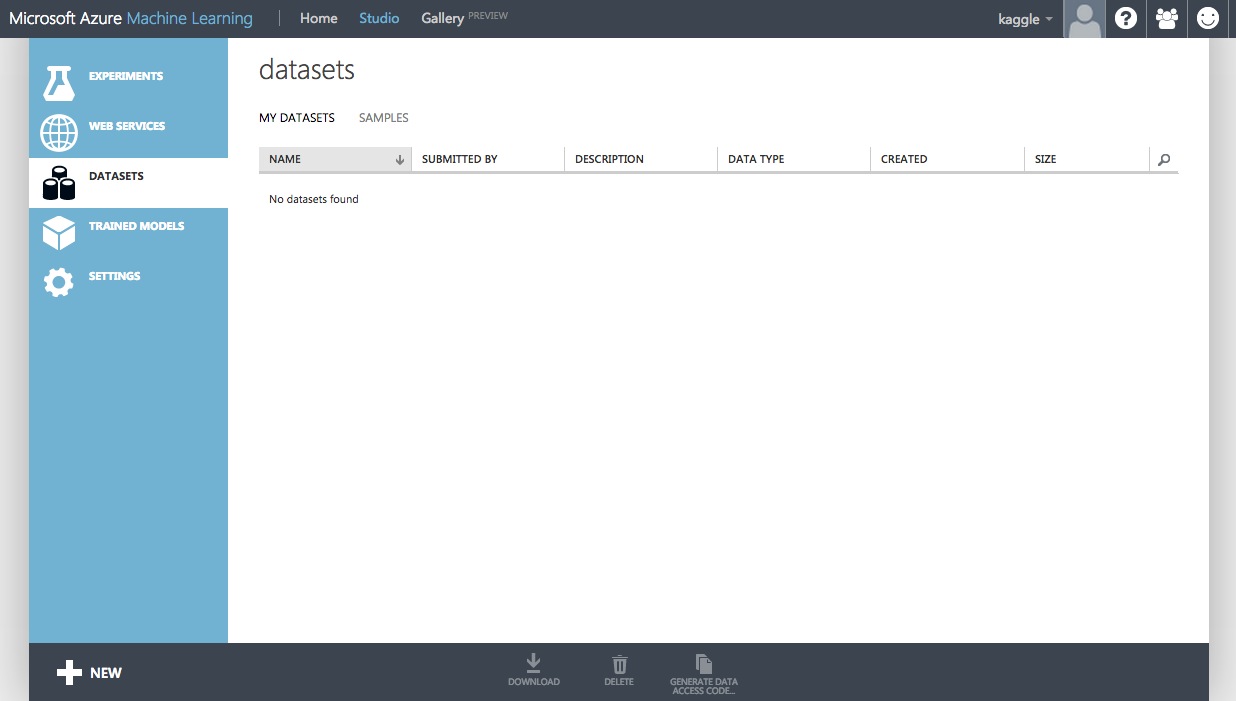 Microsoft Azure Machine Learning | Home Studio Gallery PREVIEW kaggle
EXPERIMENTS
WEB SERVICES
DATASETS
TRAINED MODELS
SETTINGS
datasets
MY DATASETS SAMPLES
NAME SUBMITTED BY DESCRIPTION DATA TYPE CREATED SIZE
No datasets found
NEW
DOWNLOAD
DELETE
GENERATE DATA
ACCESS CODE...